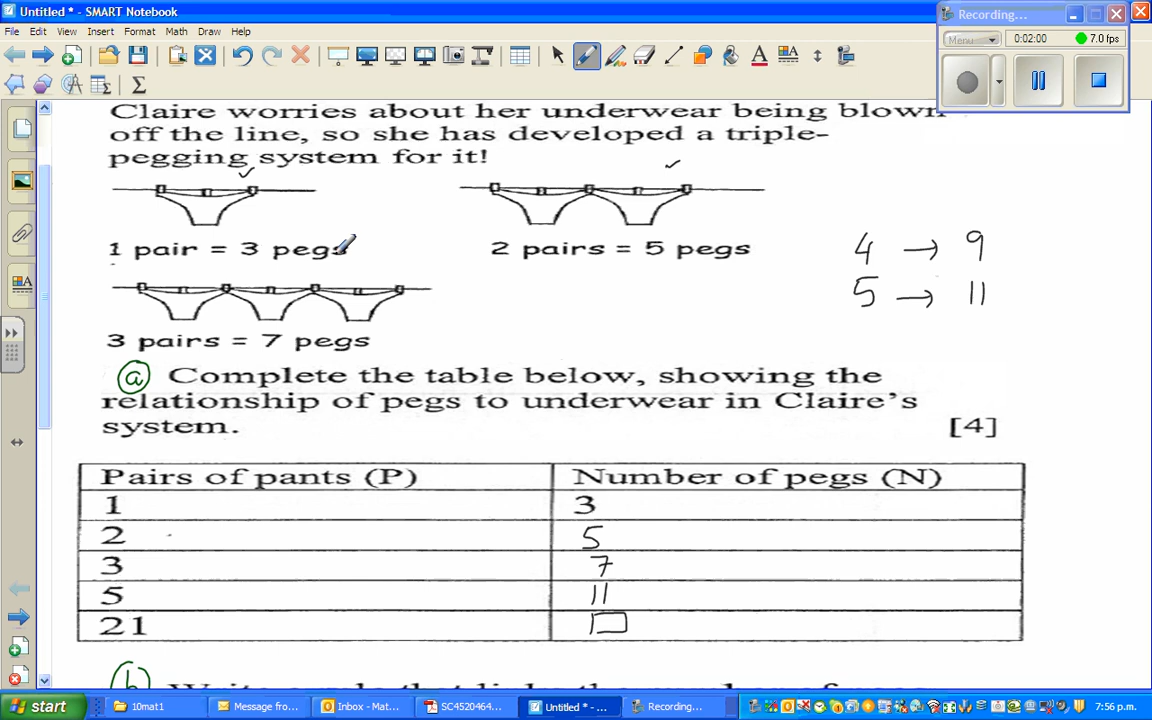 Untitled * - SMART Notebook
Recording...
File Edit View Insert Format Math Draw Help
Menu 0:02:00 7.0 fps
Claire worries about her underwear being blown
off the line, so she has developed a triple-
pegging system for it!
1 pair = 3 pegs
2 pairs = 5 pegs
4 → 9
5 → 11
3 pairs = 7 pegs
a Complete the table below, showing the
relationship of pegs to underwear in Claire's
system. [4]
Pairs of pants (P) Number of pegs (N)
1 3
2 5
3 7
5 11
21
b
start 10mat1 Message fro... Inbox - Mat... SC4520464... Untitled * - ... Recording... 7:56 p.m.